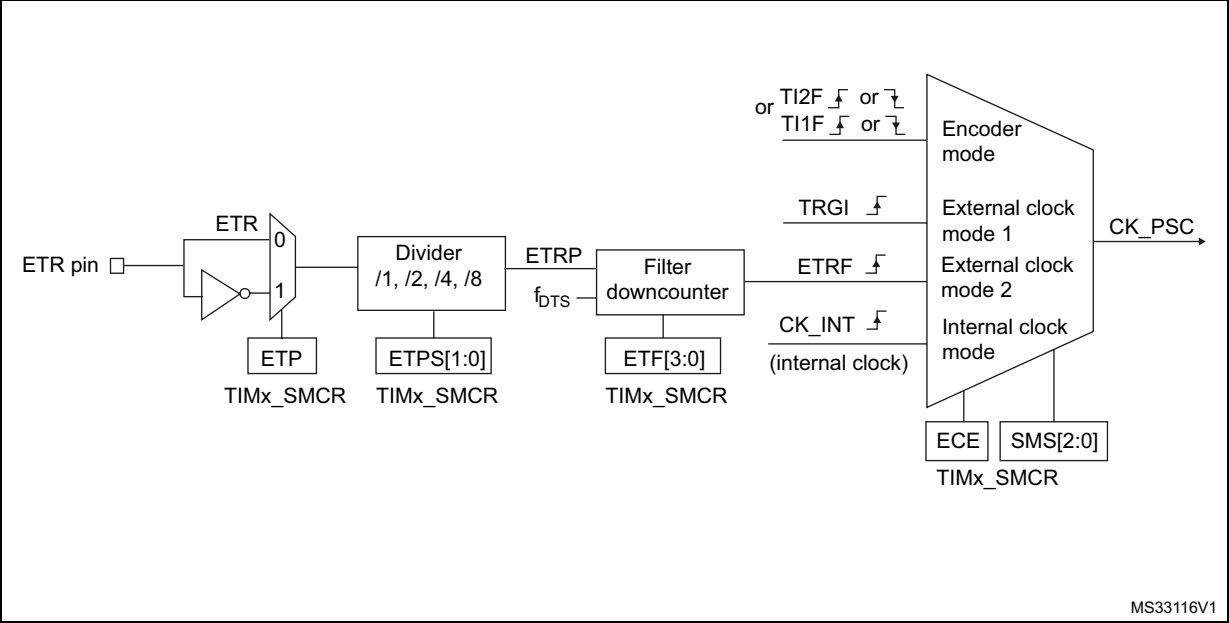 or TI2F or
TI1F or
Encoder
mode
TRGI
External clock
mode 1
CK_PSC
ETR
0
ETR pin
1
Divider
/1, /2, /4, /8
ETRP
fDTS
Filter
downcounter
ETRF
External clock
mode 2
CK_INT
(internal clock)
Internal clock
mode
ETP
TIMx_SMCR
ETPS[1:0]
TIMx_SMCR
ETF[3:0]
TIMx_SMCR
ECE
SMS[2:0]
TIMx_SMCR
MS33116V1